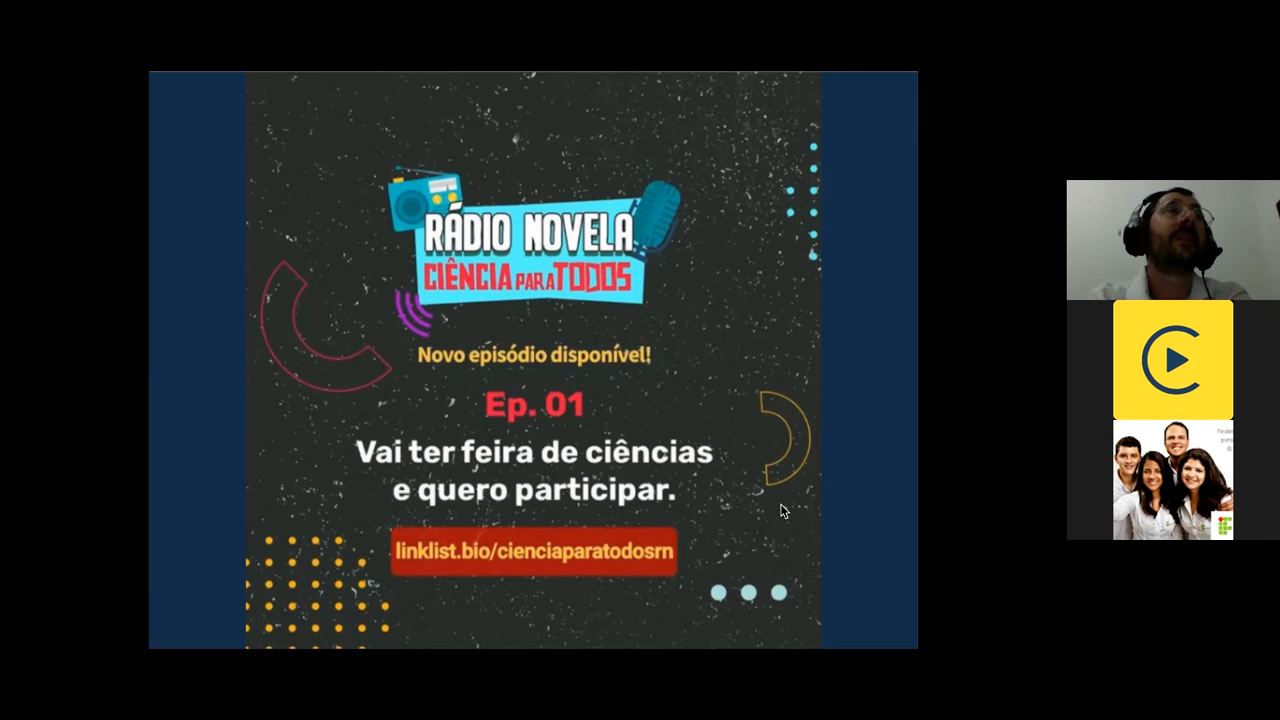 RÁDIO NOVELA
CIÊNCIA PARA TODOS
Novo episódio disponível!
Ep. 01
Vai ter feira de ciências
e quero participar.
linklist.bio/cienciaparatodosrn